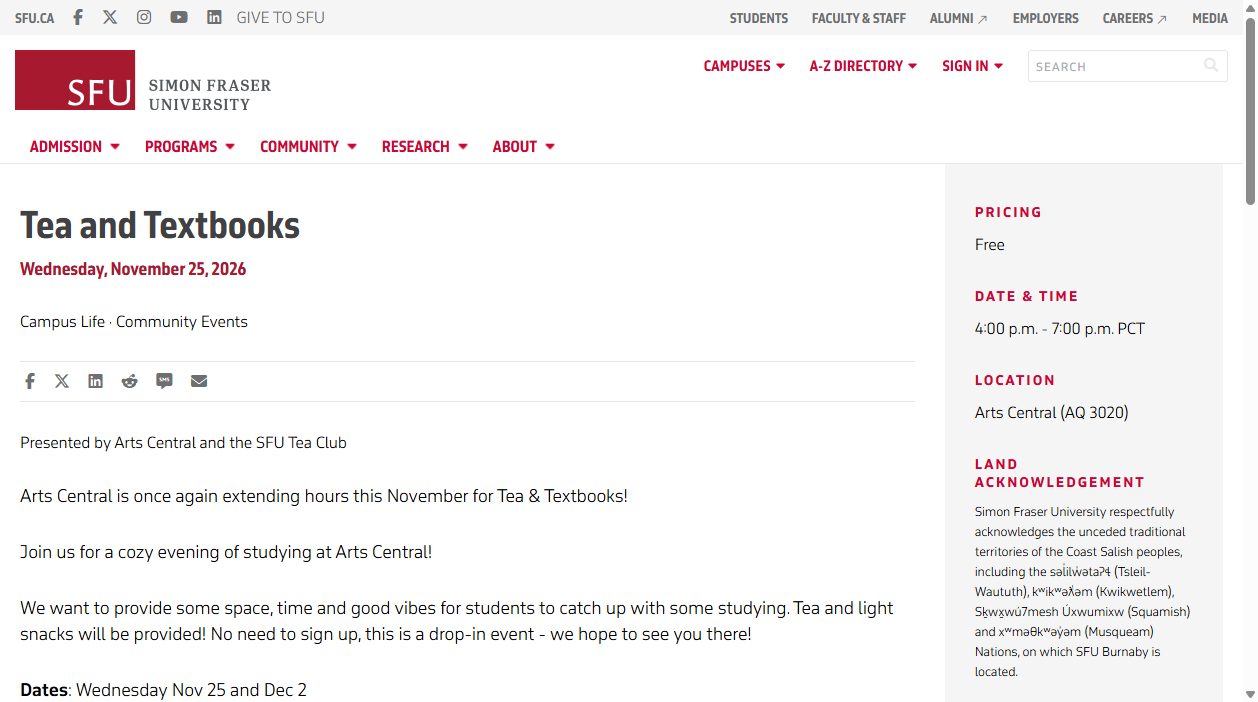 SFU.CA GIVE TO SFU STUDENTS FACULTY & STAFF ALUMNI EMPLOYERS CAREERS MEDIA
SFU SIMON FRASER
UNIVERSITY
CAMPUSES A-Z DIRECTORY SIGN IN SEARCH
ADMISSION PROGRAMS COMMUNITY RESEARCH ABOUT
Tea and Textbooks
Wednesday, November 25, 2026
Campus Life · Community Events
SMS
Presented by Arts Central and the SFU Tea Club
Arts Central is once again extending hours this November for Tea & Textbooks!
Join us for a cozy evening of studying at Arts Central!
We want to provide some space, time and good vibes for students to catch up with some studying. Tea and light
snacks will be provided! No need to sign up, this is a drop-in event - we hope to see you there!
Dates: Wednesday Nov 25 and Dec 2
PRICING
Free
DATE & TIME
4:00 p.m. - 7:00 p.m. PCT
LOCATION
Arts Central (AQ 3020)
LAND
ACKNOWLEDGEMENT
Simon Fraser University respectfully
acknowledges the unceded traditional
territories of the Coast Salish peoples,
including the səl̓ilw̓ətaʔɬ (Tsleil-
Waututh), kʷikʷəƛ̓əm (Kwikwetlem),
Sḵwx̱wú7mesh Úxwumixw (Squamish)
and xʷməθkʷəy̓əm (Musqueam)
Nations, on which SFU Burnaby is
located.